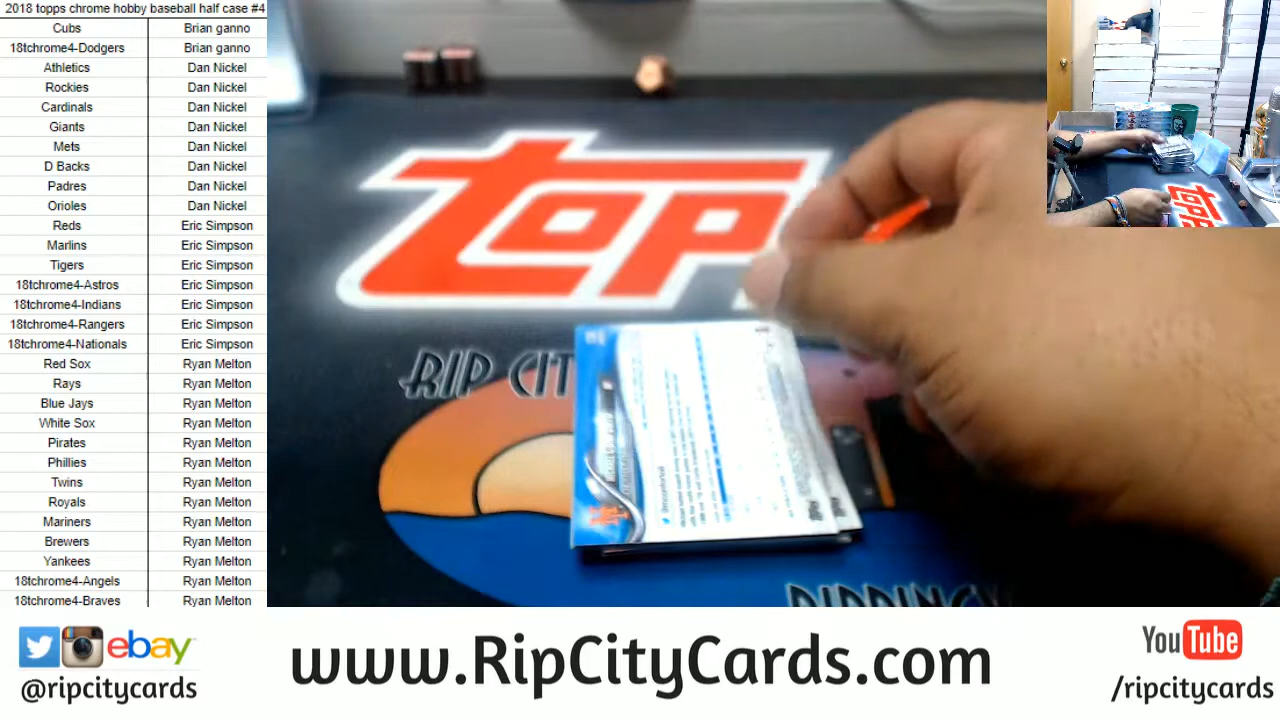 2018 topps chrome hobby baseball half case #4
Cubs Brian ganno
18tchrome4-Dodgers Brian ganno
Athletics Dan Nickel
Rockies Dan Nickel
Cardinals Dan Nickel
Giants Dan Nickel
Mets Dan Nickel
D Backs Dan Nickel
Padres Dan Nickel
Orioles Dan Nickel
Reds Eric Simpson
Marlins Eric Simpson
Tigers Eric Simpson
18tchrome4-Astros Eric Simpson
18tchrome4-Indians Eric Simpson
18tchrome4-Rangers Eric Simpson
18tchrome4-Nationals Eric Simpson
Red Sox Ryan Melton
Rays Ryan Melton
Blue Jays Ryan Melton
White Sox Ryan Melton
Pirates Ryan Melton
Phillies Ryan Melton
Twins Ryan Melton
Royals Ryan Melton
Mariners Ryan Melton
Brewers Ryan Melton
Yankees Ryan Melton
18tchrome4-Angels Ryan Melton
18tchrome4-Braves Ryan Melton
topp
RIP CIT
ebay
@ripcitycards
www.RipCityCards.com
YouTube
/ripcitycards